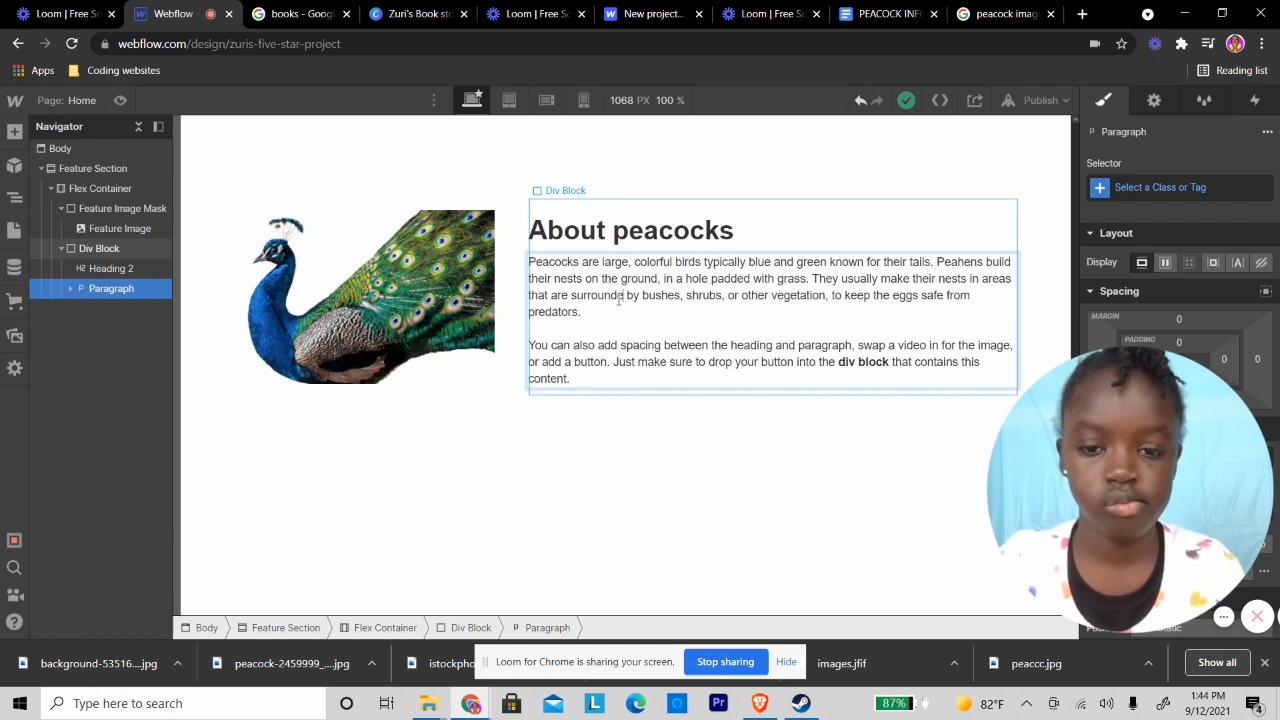 Loom | Free Sc
Webflow -
books - Goog
Zuri's Book sto
Loom | Free Sc
New project...
Loom | Free Sc
PEACOCK INF
peacock imag
webflow.com/design/zuris-five-star-project
Apps
Coding websites
Reading list
Page: Home
1068 PX 100 %
Publish
Navigator
Body
Feature Section
Flex Container
Feature Image Mask
Feature Image
Div Block
H2 Heading 2
P Paragraph
Div Block
About peacocks
Peacocks are large, colorful birds typically blue and green known for their tails. Peahens build
their nests on the ground, in a hole padded with grass. They usually make their nests in areas
that are surrounded by bushes, shrubs, or other vegetation, to keep the eggs safe from
predators.
You can also add spacing between the heading and paragraph, swap a video in for the image,
or add a button. Just make sure to drop your button into the div block that contains this
content.
P Paragraph
Selector
Select a Class or Tag
Layout
Display
Spacing
MARGIN
0
PADDING
0
0
0
Static
Body
Feature Section
Flex Container
Div Block
P Paragraph
background-53516....jpg
peacock-2459999_...jpg
istockpho
Loom for Chrome is sharing your screen.
Stop sharing
Hide
images.jfif
peaccc.jpg
Show all
Type here to search
87%
82°F
1:44 PM
9/12/2021